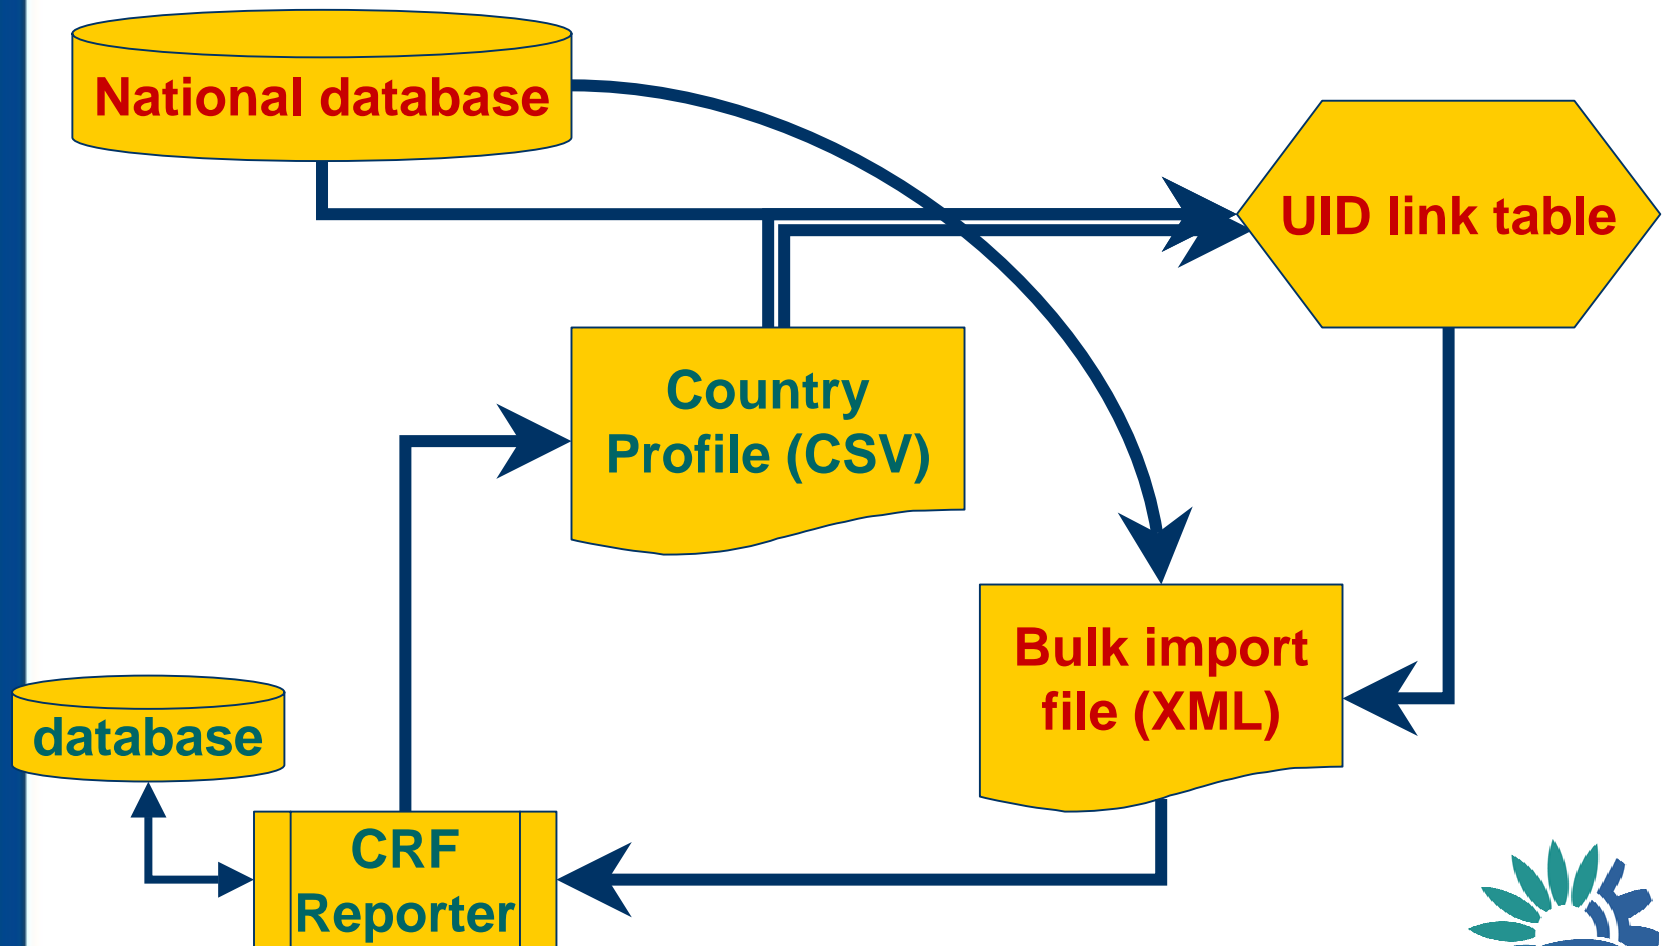 National database
UID link table
Country
Profile (CSV)
Bulk import
file (XML)
database
CRF
Reporter